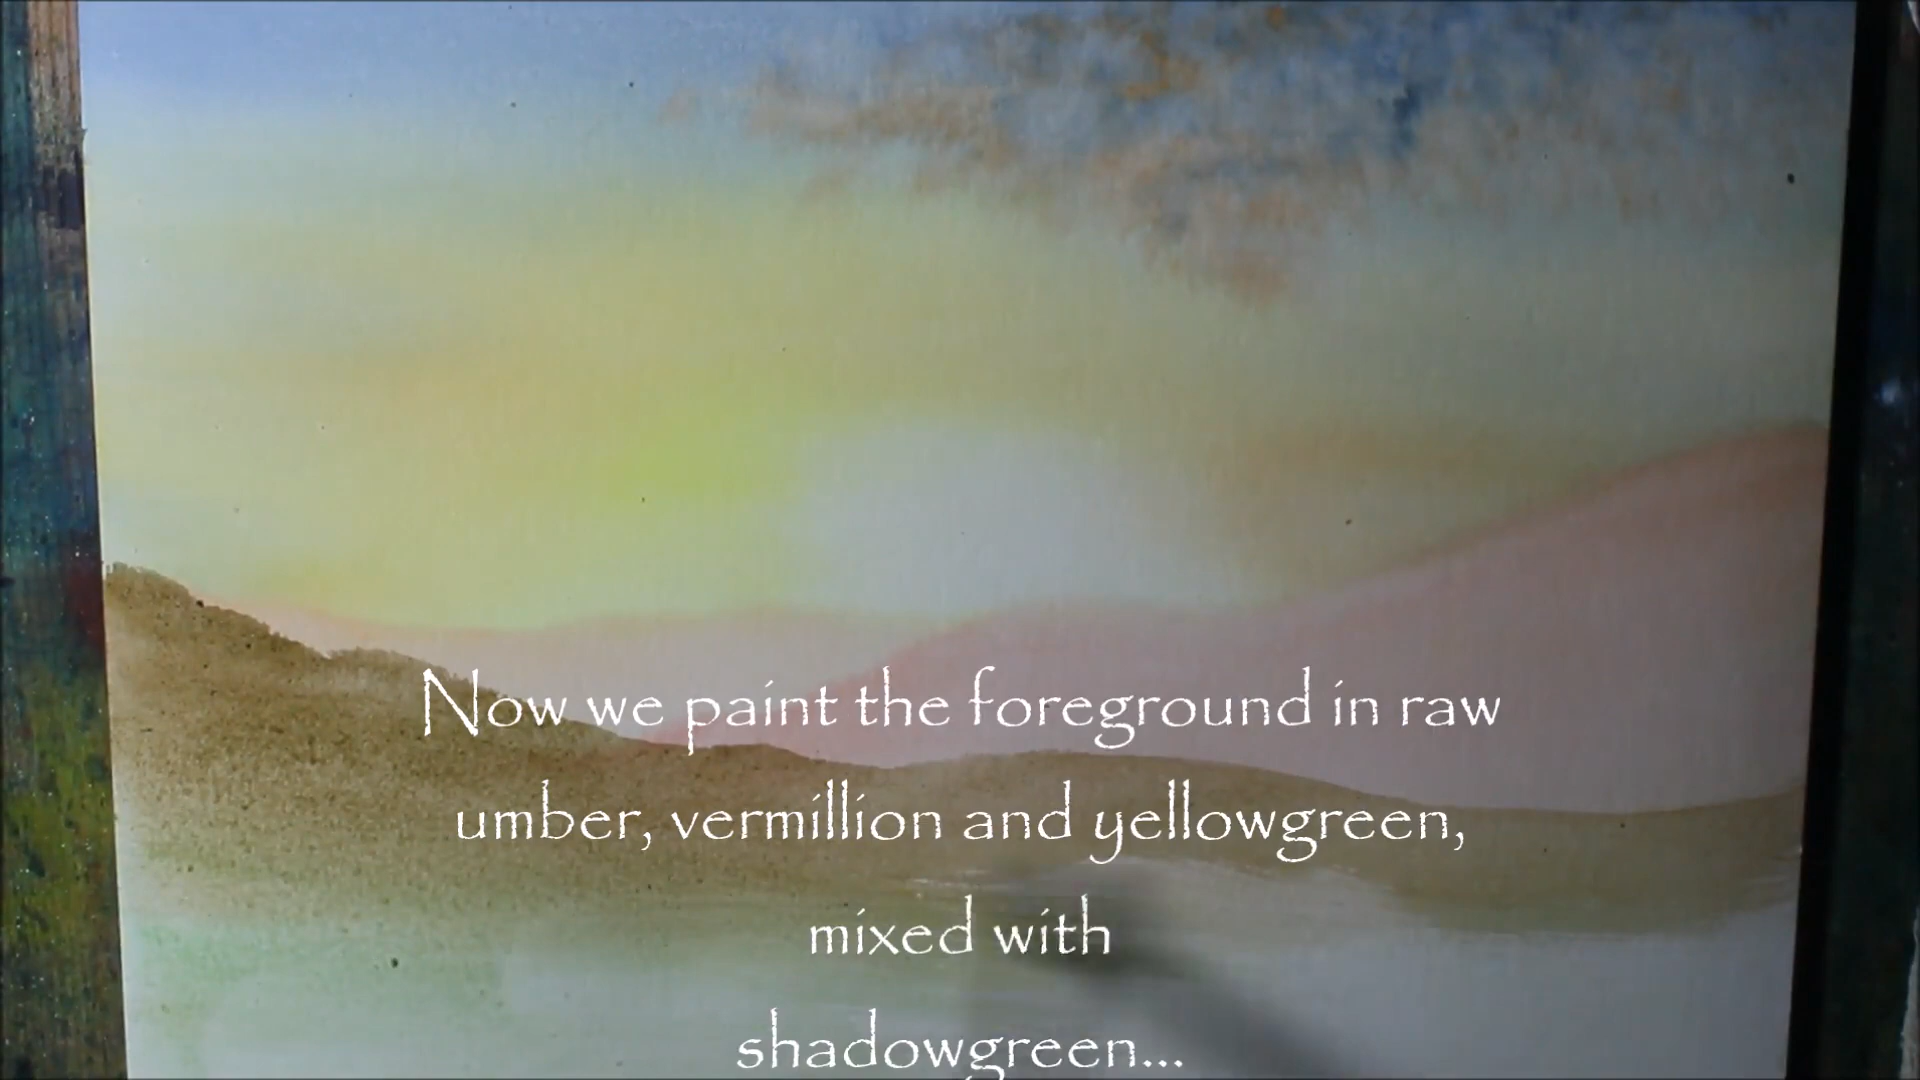 Now we paint the foreground in raw
umber, vermillion and yellowgreen,
mixed with
shadowgreen...